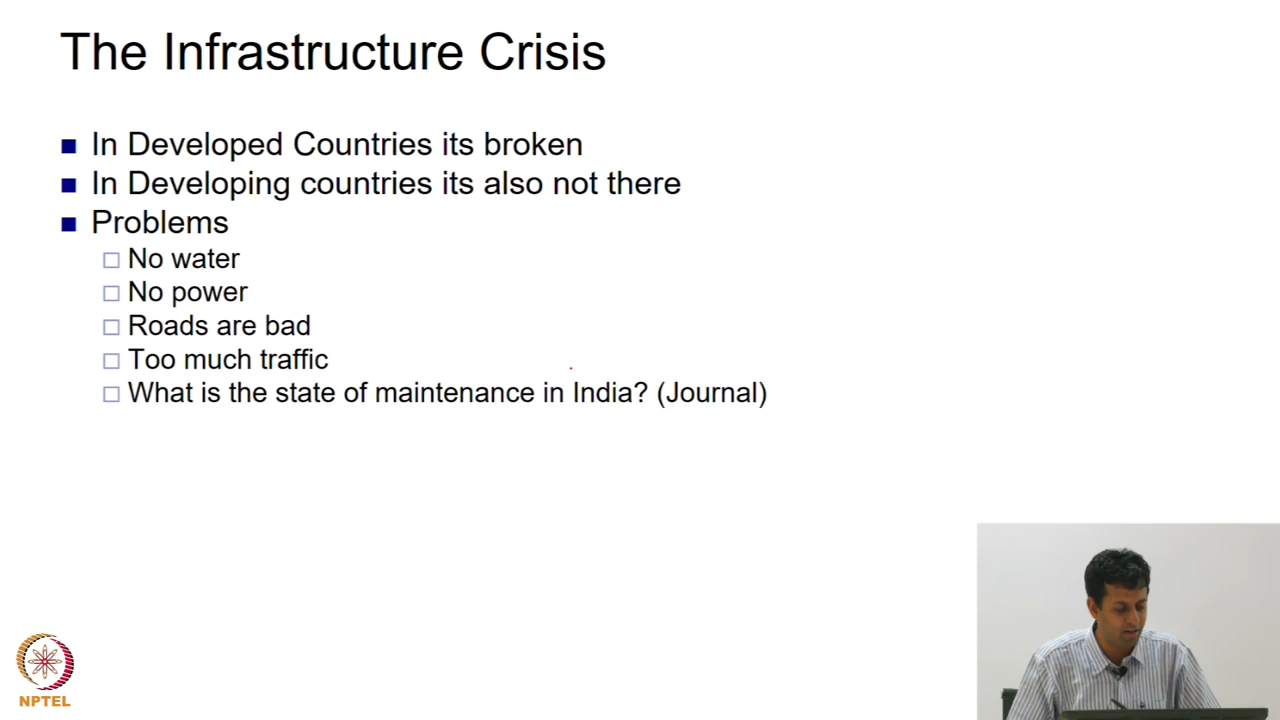 The Infrastructure Crisis
In Developed Countries its broken
In Developing countries its also not there
Problems
No water
No power
Roads are bad
Too much traffic
What is the state of maintenance in India? (Journal)
NPTEL